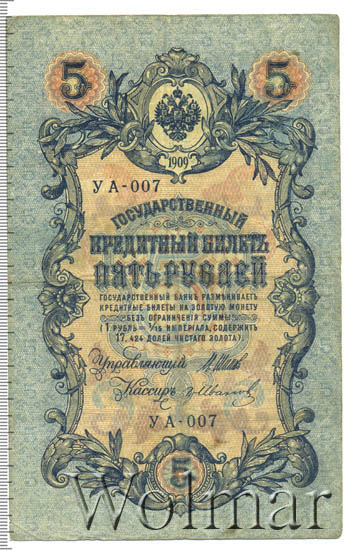 5 5
1909
УА-007
ГОСУДАРСТВЕННЫЙ
КРЕДИТНЫЙ БИЛЕТЪ
ПЯТЬ РУБЛЕЙ
ГОСУДАРСТВЕННЫЙ БАНКЪ РАЗМѢНИВАЕТЪ
КРЕДИТНЫЕ БИЛЕТЫ НА ЗОЛОТУЮ МОНЕТУ
БЕЗЪ ОГРАНИЧЕНІЯ СУММЫ
(1 РУБЛЬ = 1/15 ИМПЕРІАЛА, СОДЕРЖИТЪ
17,424 ДОЛЕЙ ЧИСТАГО ЗОЛОТА).
Управляющій
Кассиръ
УА-007
5
Wolmar